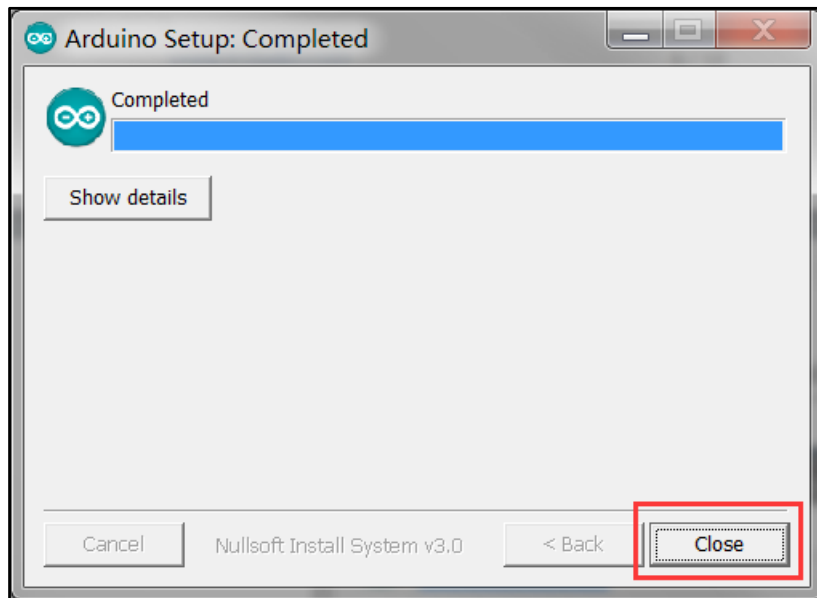 Arduino Setup: Completed
Completed
Show details
Cancel
Nullsoft Install System v3.0
< Back
Close